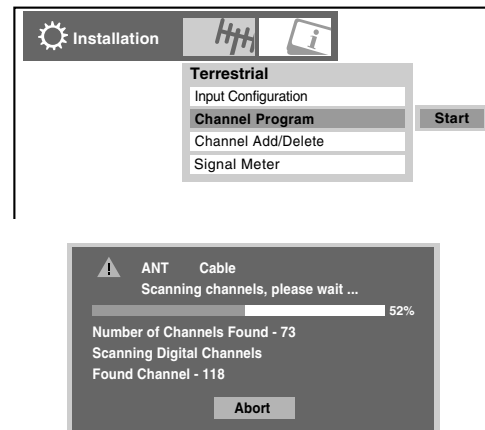 Installation
Terrestrial
Input Configuration
Channel Program
Start
Channel Add/Delete
Signal Meter
ANT Cable
Scanning channels, please wait ...
52%
Number of Channels Found - 73
Scanning Digital Channels
Found Channel - 118
Abort